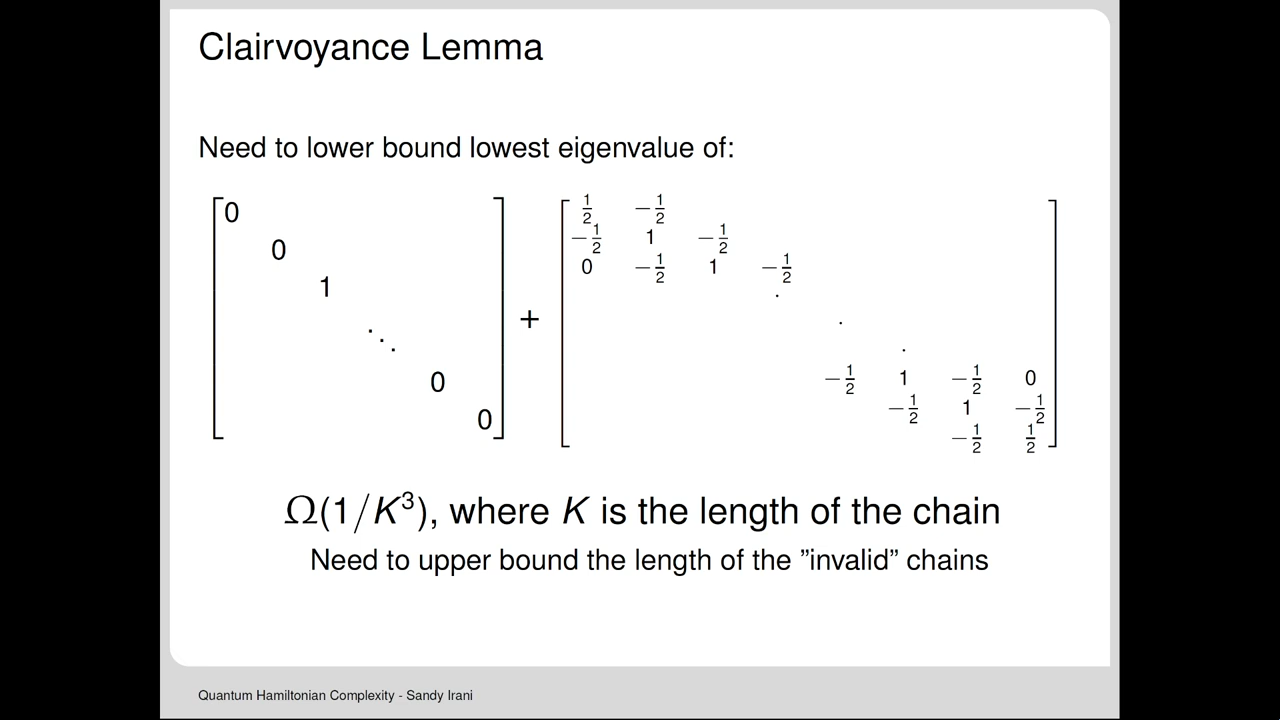 Clairvoyance Lemma
Need to lower bound lowest eigenvalue of:
[0 0 1 ⋱ 0 0] + [
½ −½
−½ 1 −½
0 −½ 1 −½
. . .
−½ 1 −½ 0
−½ 1 −½
−½ ½
]
Ω(1/K³), where K is the length of the chain
Need to upper bound the length of the ”invalid” chains
Quantum Hamiltonian Complexity - Sandy Irani